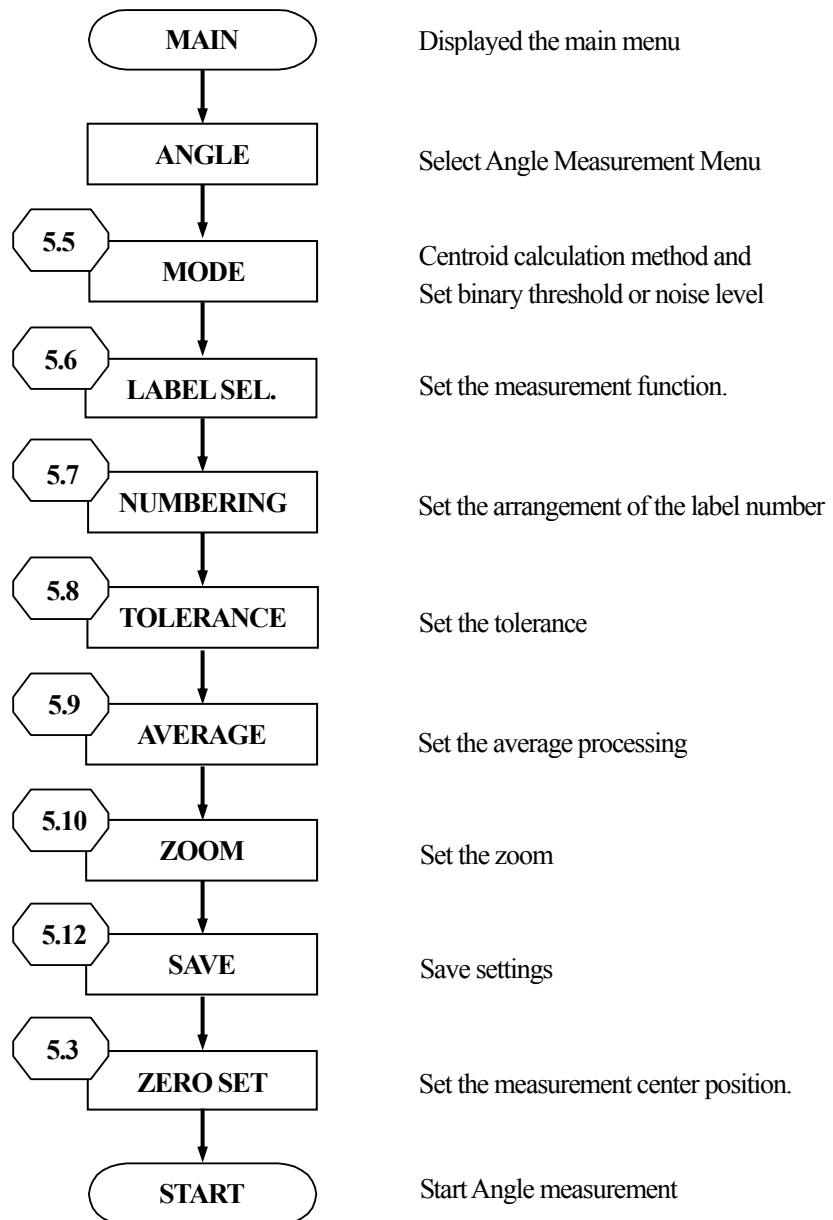 MAIN Displayed the main menu
ANGLE Select Angle Measurement Menu
5.5
MODE Centroid calculation method and
Set binary threshold or noise level
5.6
LABEL SEL. Set the measurement function.
5.7
NUMBERING Set the arrangement of the label number
5.8
TOLERANCE Set the tolerance
5.9
AVERAGE Set the average processing
5.10
ZOOM Set the zoom
5.12
SAVE Save settings
5.3
ZERO SET Set the measurement center position.
START Start Angle measurement